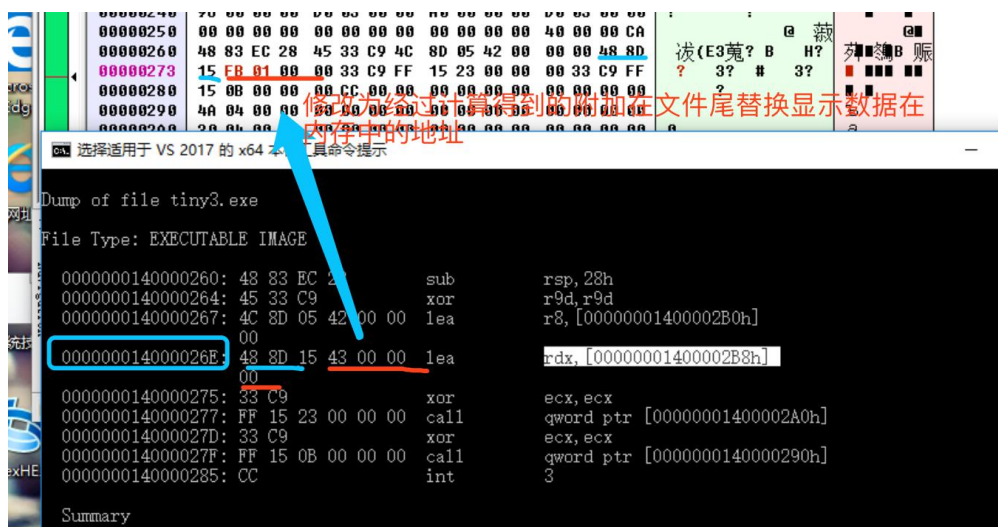 00000250 00 00 00 00 00 00 00 00 00 00 00 00 40 00 00 CA @
00000260 48 83 EC 28 45 33 C9 4C 8D 05 42 00 00 00 48 8D
00000273 15 FB 01 00 00 33 C9 FF 15 23 00 00 00 33 C9 FF
00000280 15 0B 00 00 00 CC 00 00
00000290 4A 04 00 00
修改为经过计算得到的附加在文件尾替换显示数据在
内存中的地址
选择适用于 VS 2017 的 x64 本 工具命令提示
Dump of file tiny3.exe
File Type: EXECUTABLE IMAGE
0000000140000260: 48 83 EC 28 sub rsp,28h
0000000140000264: 45 33 C9 xor r9d,r9d
0000000140000267: 4C 8D 05 42 00 00 lea r8,[00000001400002B0h]
00
000000014000026E: 48 8D 15 43 00 00 lea rdx,[00000001400002B8h]
00
0000000140000275: 33 C9 xor ecx,ecx
0000000140000277: FF 15 23 00 00 00 call qword ptr [00000001400002A0h]
000000014000027D: 33 C9 xor ecx,ecx
000000014000027F: FF 15 0B 00 00 00 call qword ptr [0000000140000290h]
0000000140000285: CC int 3
Summary